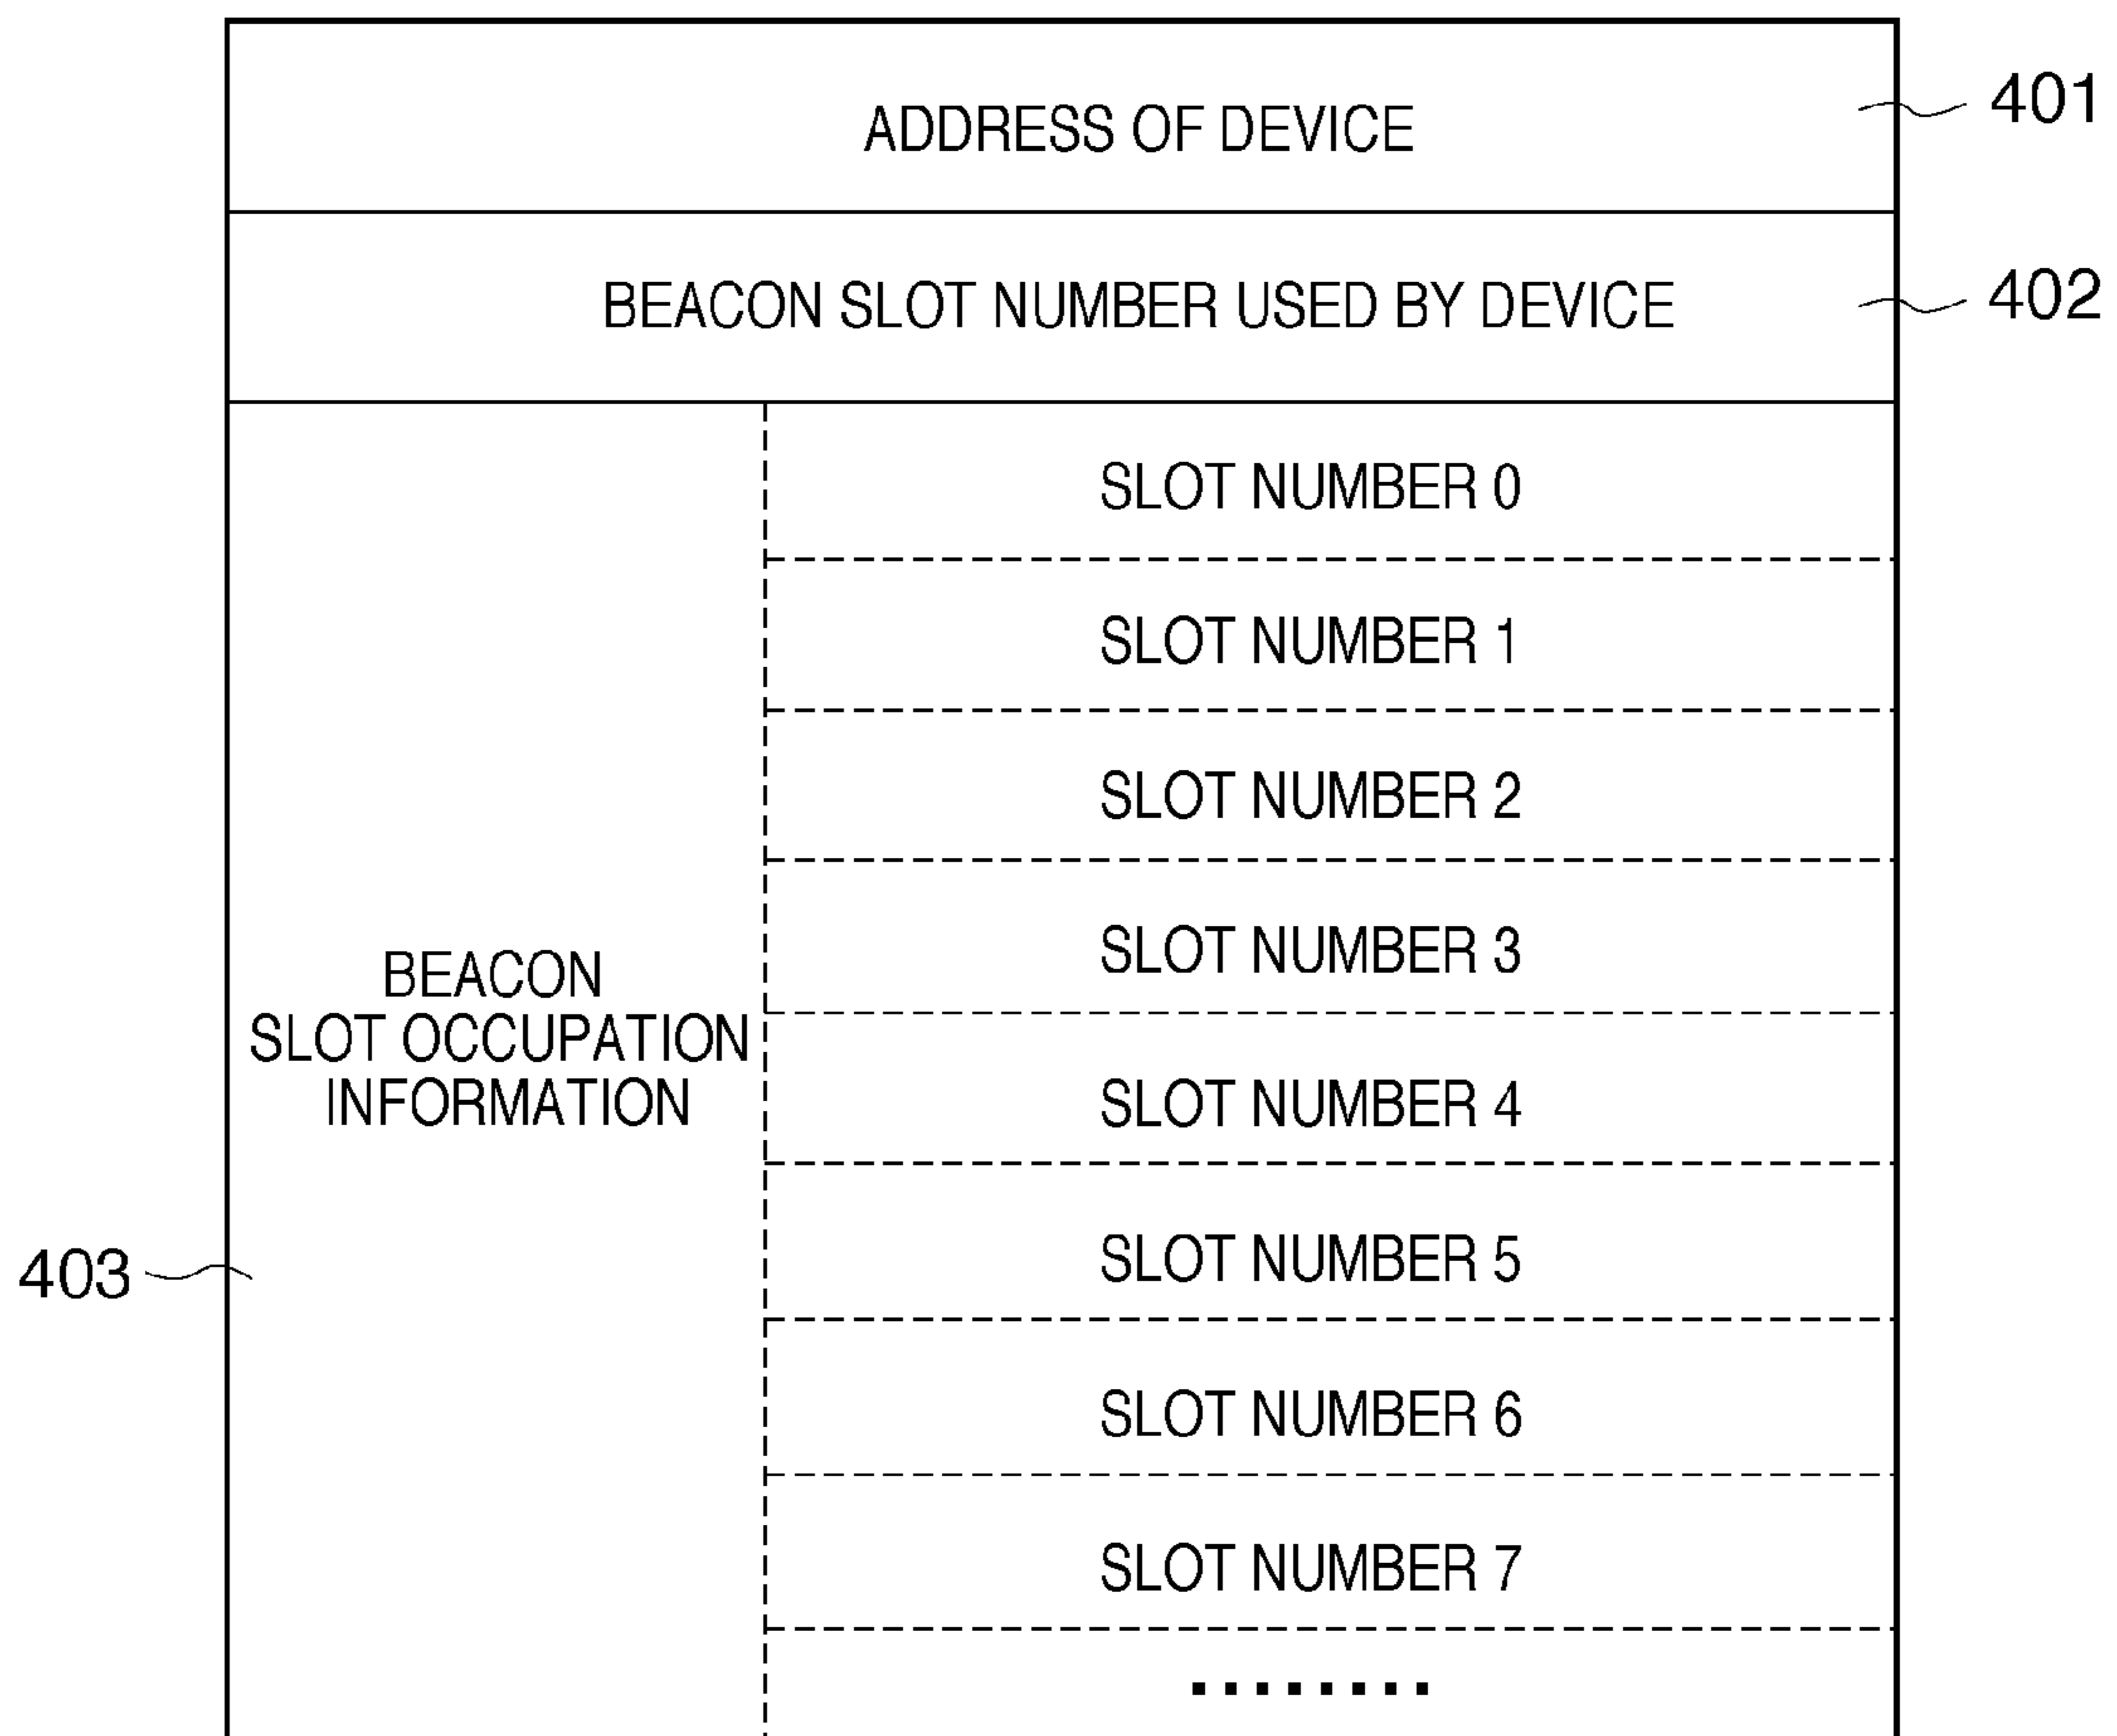 ADDRESS OF DEVICE
401
BEACON SLOT NUMBER USED BY DEVICE
402
BEACON
SLOT OCCUPATION
INFORMATION
403
SLOT NUMBER 0
SLOT NUMBER 1
SLOT NUMBER 2
SLOT NUMBER 3
SLOT NUMBER 4
SLOT NUMBER 5
SLOT NUMBER 6
SLOT NUMBER 7
........